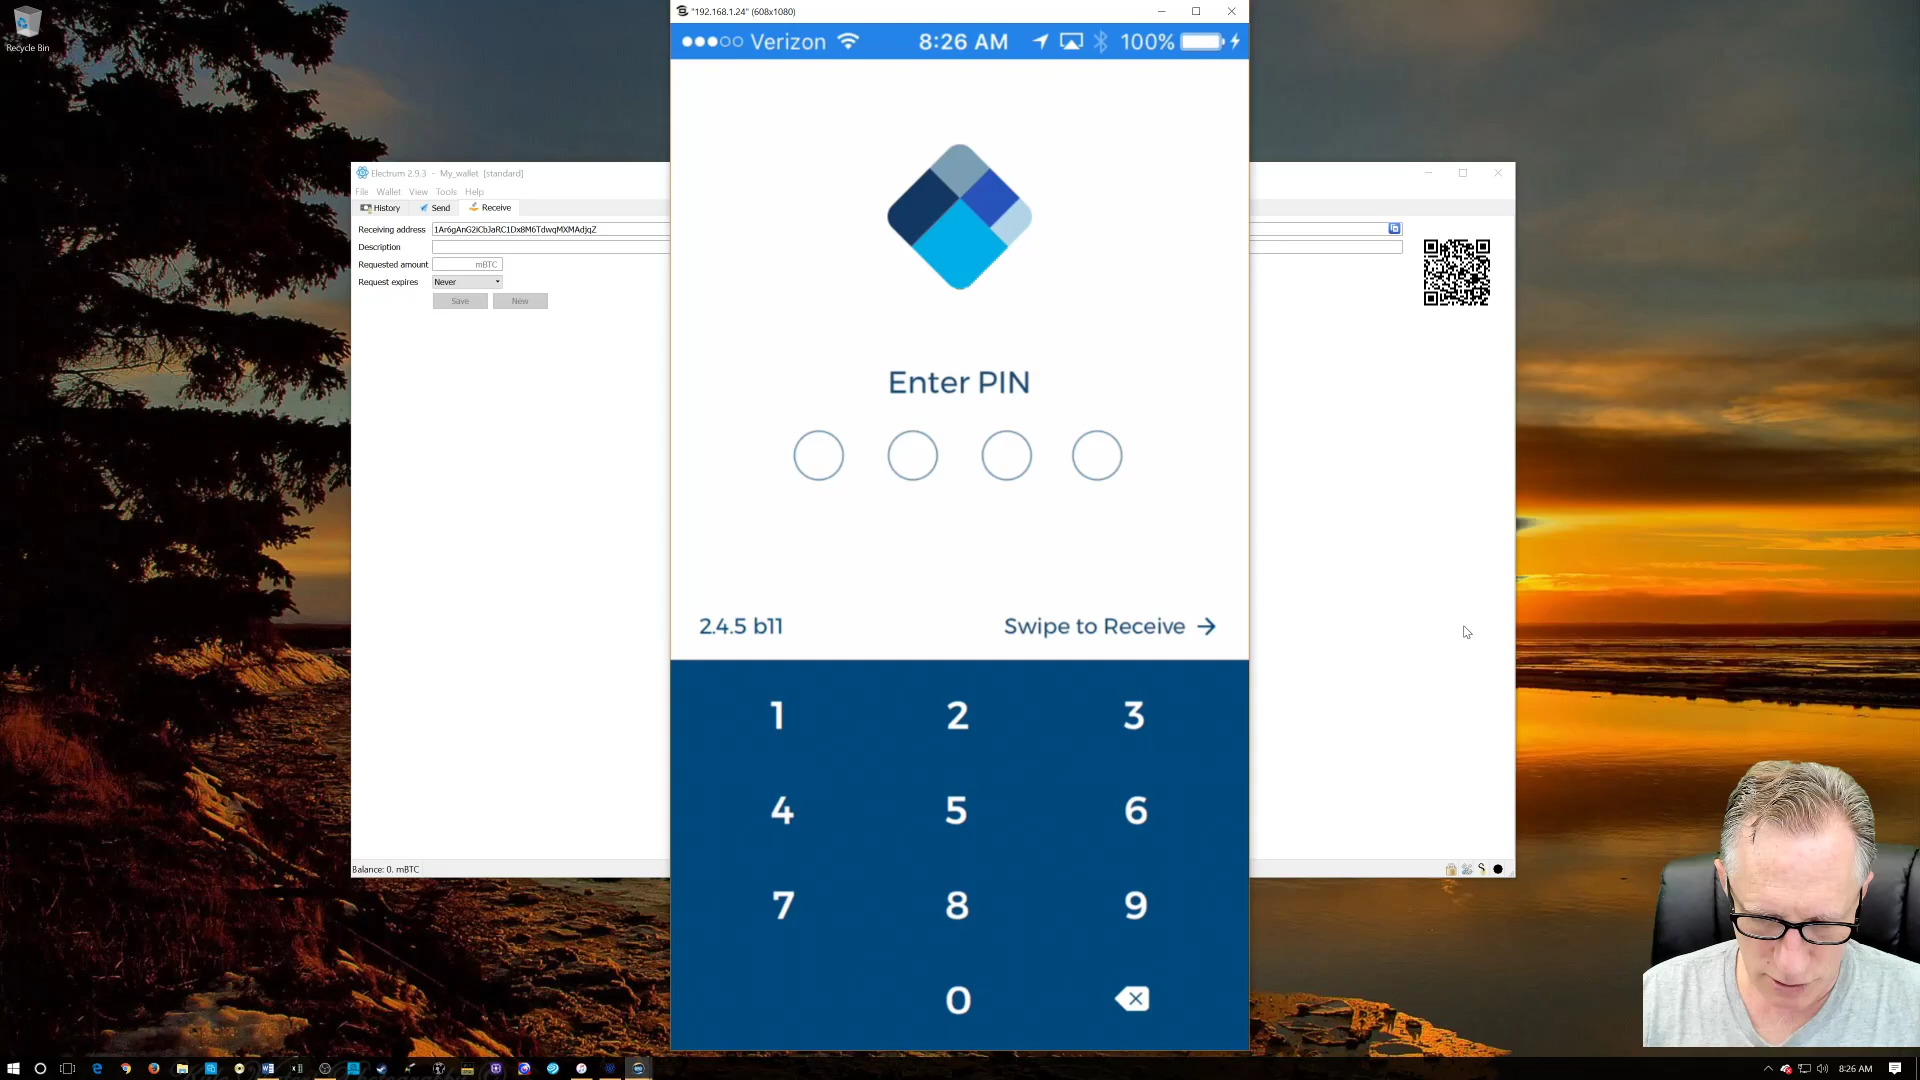 Recycle Bin
"192.168.1.24" (608x1080)
Verizon 8:26 AM 100%
Enter PIN
2.4.5 b11 Swipe to Receive →
1 2 3
4 5 6
7 8 9
0
Electrum 2.9.3 - My_wallet [standard]
File Wallet View Tools Help
History Send Receive
Receiving address 1Ar6gAnG2iCbJaRC1Dx8M6TdwqMXMAdjqZ
Description
Requested amount mBTC
Request expires Never
Save New
Balance: 0. mBTC
8:26 AM